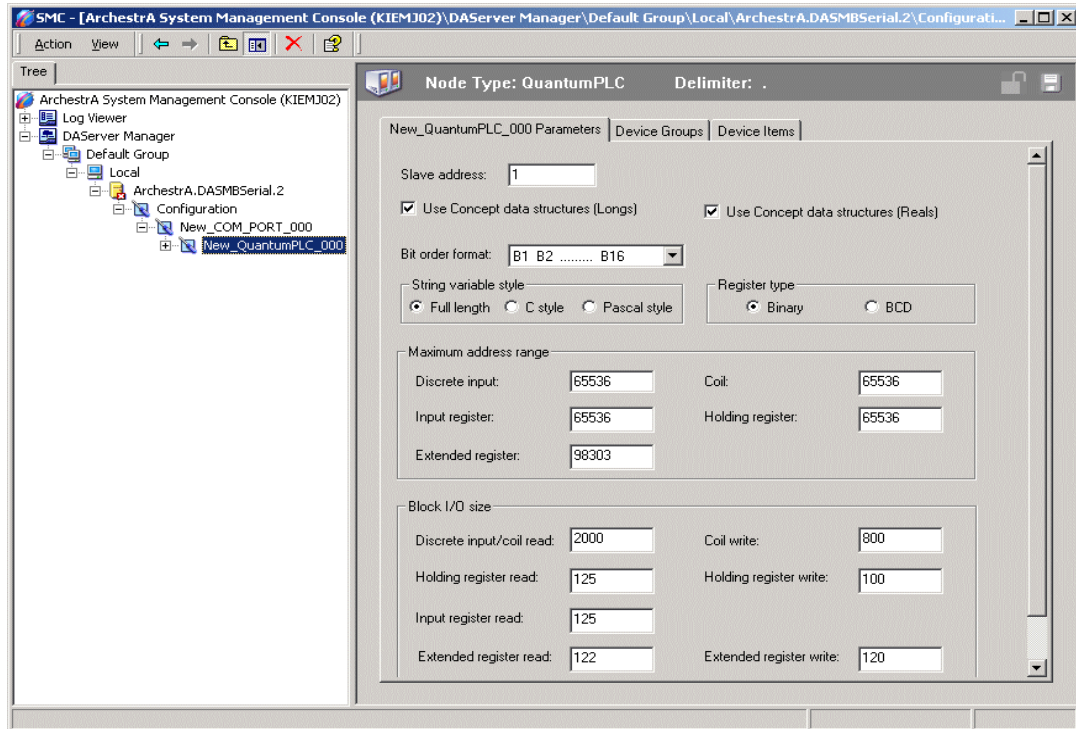 SMC - [ArchestrA System Management Console (KIEMJ02)\DAServer Manager\Default Group\Local\ArchestrA.DASMBSerial.2\Configurati...
Action View
Tree
ArchestrA System Management Console (KIEMJ02)
Log Viewer
DAServer Manager
Default Group
Local
ArchestrA.DASMBSerial.2
Configuration
New_COM_PORT_000
New_QuantumPLC_000
Node Type: QuantumPLC Delimiter: .
New_QuantumPLC_000 Parameters Device Groups Device Items
Slave address: 1
Use Concept data structures (Longs) Use Concept data structures (Reals)
Bit order format: B1 B2 ......... B16
String variable style Register type
Full length C style Pascal style Binary BCD
Maximum address range
Discrete input: 65536 Coil: 65536
Input register: 65536 Holding register: 65536
Extended register: 98303
Block I/O size
Discrete input/coil read: 2000 Coil write: 800
Holding register read: 125 Holding register write: 100
Input register read: 125
Extended register read: 122 Extended register write: 120